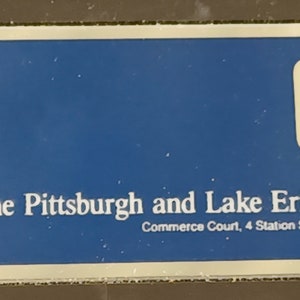 he Pittsburgh and Lake Er
Commerce Court, 4 Station S